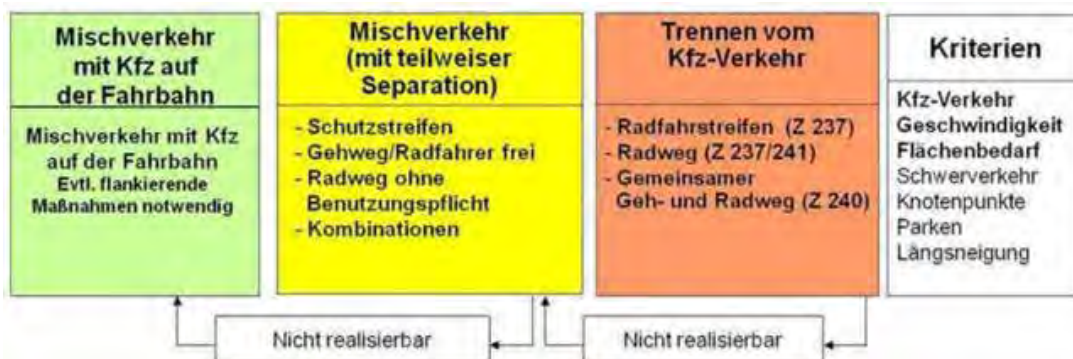 Mischverkehr
mit Kfz auf
der Fahrbahn
Mischverkehr mit Kfz
auf der Fahrbahn
Evtl. flankierende
Maßnahmen notwendig
Mischverkehr
(mit teilweiser
Separation)
- Schutzstreifen
- Gehweg/Radfahrer frei
- Radweg ohne
Benutzungspflicht
- Kombinationen
Trennen vom
Kfz-Verkehr
- Radfahrstreifen (Z 237)
- Radweg (Z 237/241)
- Gemeinsamer
Geh- und Radweg (Z 240)
Kriterien
Kfz-Verkehr
Geschwindigkeit
Flächenbedarf
Schwerverkehr
Knotenpunkte
Parken
Längsneigung
Nicht realisierbar
Nicht realisierbar